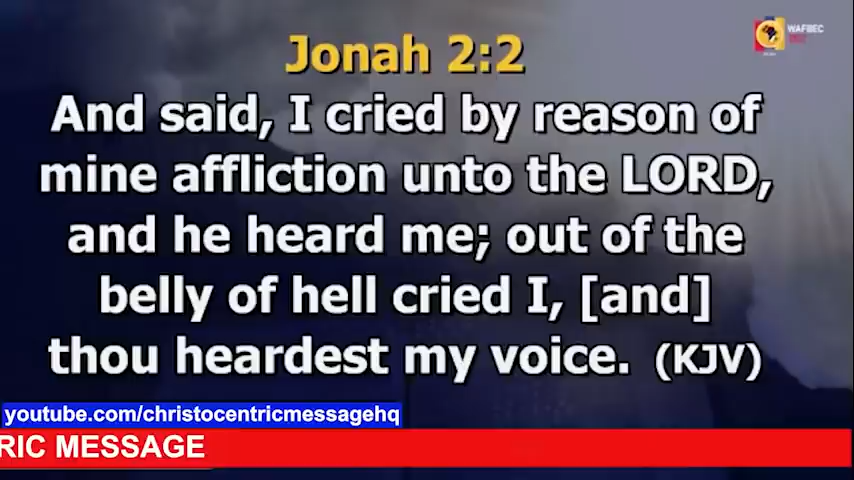 WAFBEC
Jonah 2:2
And said, I cried by reason of
mine affliction unto the LORD,
and he heard me; out of the
belly of hell cried I, [and]
thou heardest my voice. (KJV)
youtube.com/christocentricmessagehq
RIC MESSAGE